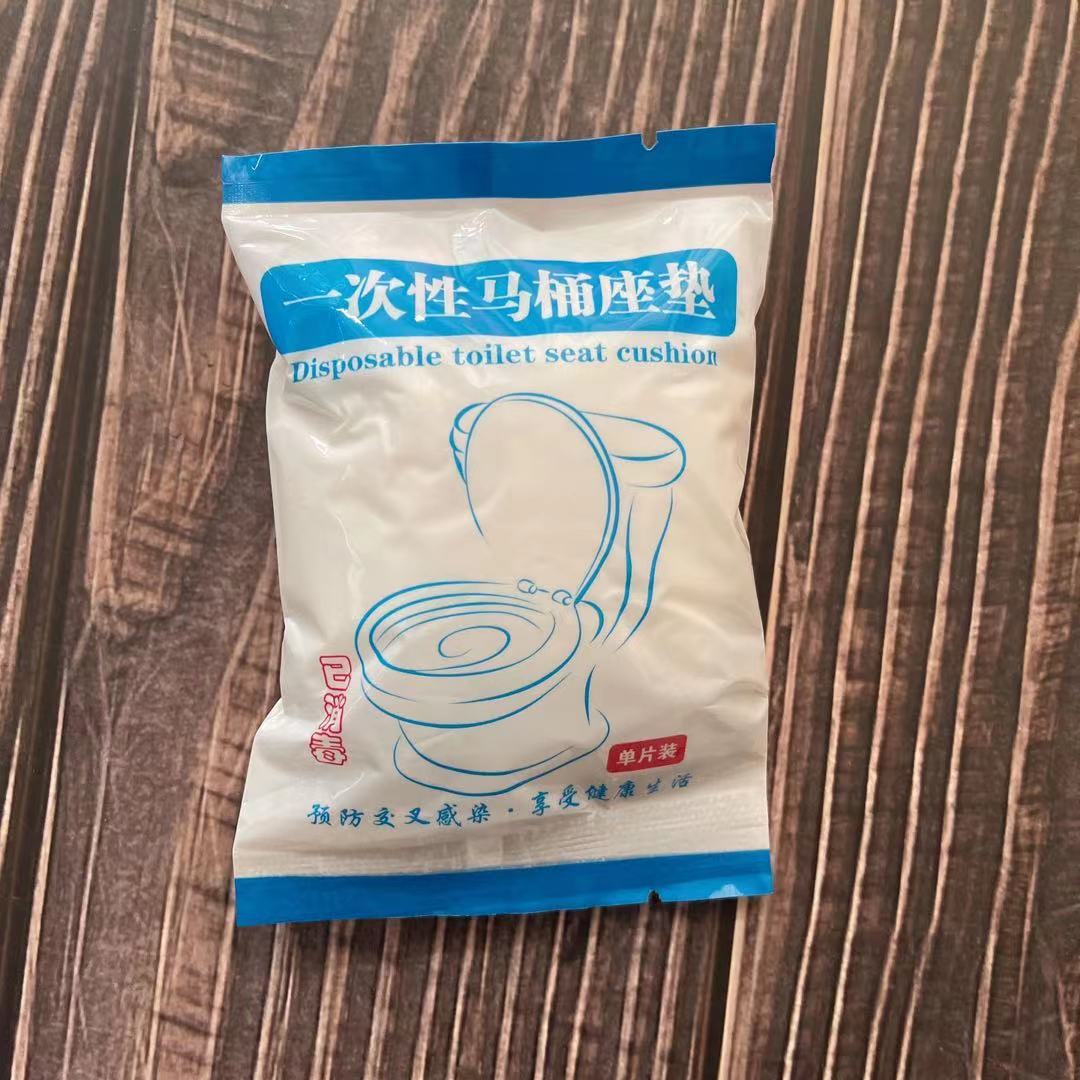 一次性马桶座垫
Disposable toilet seat cushion
已消毒
单片装
预防交叉感染·享受健康生活